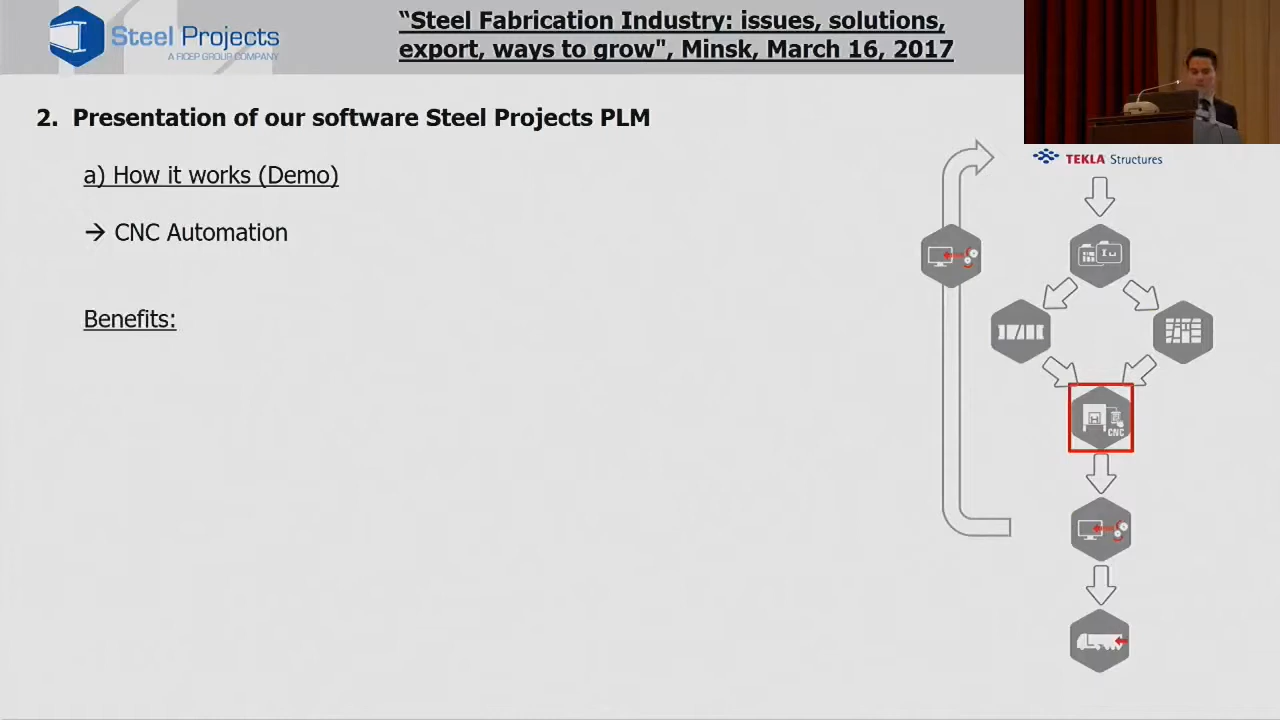 Steel Projects
A FICEP GROUP COMPANY
“Steel Fabrication Industry: issues, solutions,
export, ways to grow", Minsk, March 16, 2017
2. Presentation of our software Steel Projects PLM
TEKLA Structures
a) How it works (Demo)
→ CNC Automation
Benefits:
CNC